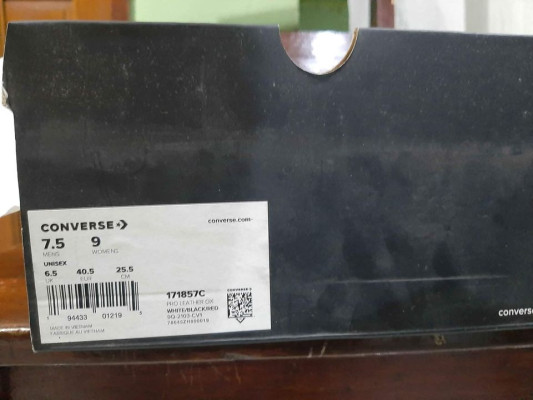 CONVERSE
converse.com
7.5 9
MENS WOMENS
UNISEX
6.5 40.5 25.5
UK EUR CM
171857C
PRO LEATHER OX
WHITE/BLACK/RED
94433 01219
MADE IN VIETNAM
FABRIQUE AU VIETNAM
converse